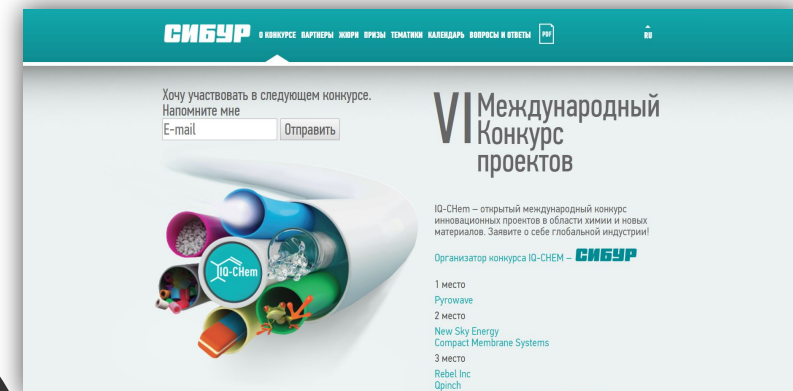 СИБУР О КОНКУРСЕ ПАРТНЕРЫ ЖЮРИ ПРИЗЫ ТЕМАТИКИ КАЛЕНДАРЬ ВОПРОСЫ И ОТВЕТЫ PDF RU
Хочу участвовать в следующем конкурсе.
Напомните мне
E-mail Отправить
IQ-CHem
VI Международный
Конкурс
проектов
IQ-CHem – открытый международный конкурс
инновационных проектов в области химии и новых
материалов. Заявите о себе глобальной индустрии!
Организатор конкурса IQ-CHEM – СИБУР
1 место
Pyrowave
2 место
New Sky Energy
Compact Membrane Systems
3 место
Rebel Inc
Qpinch